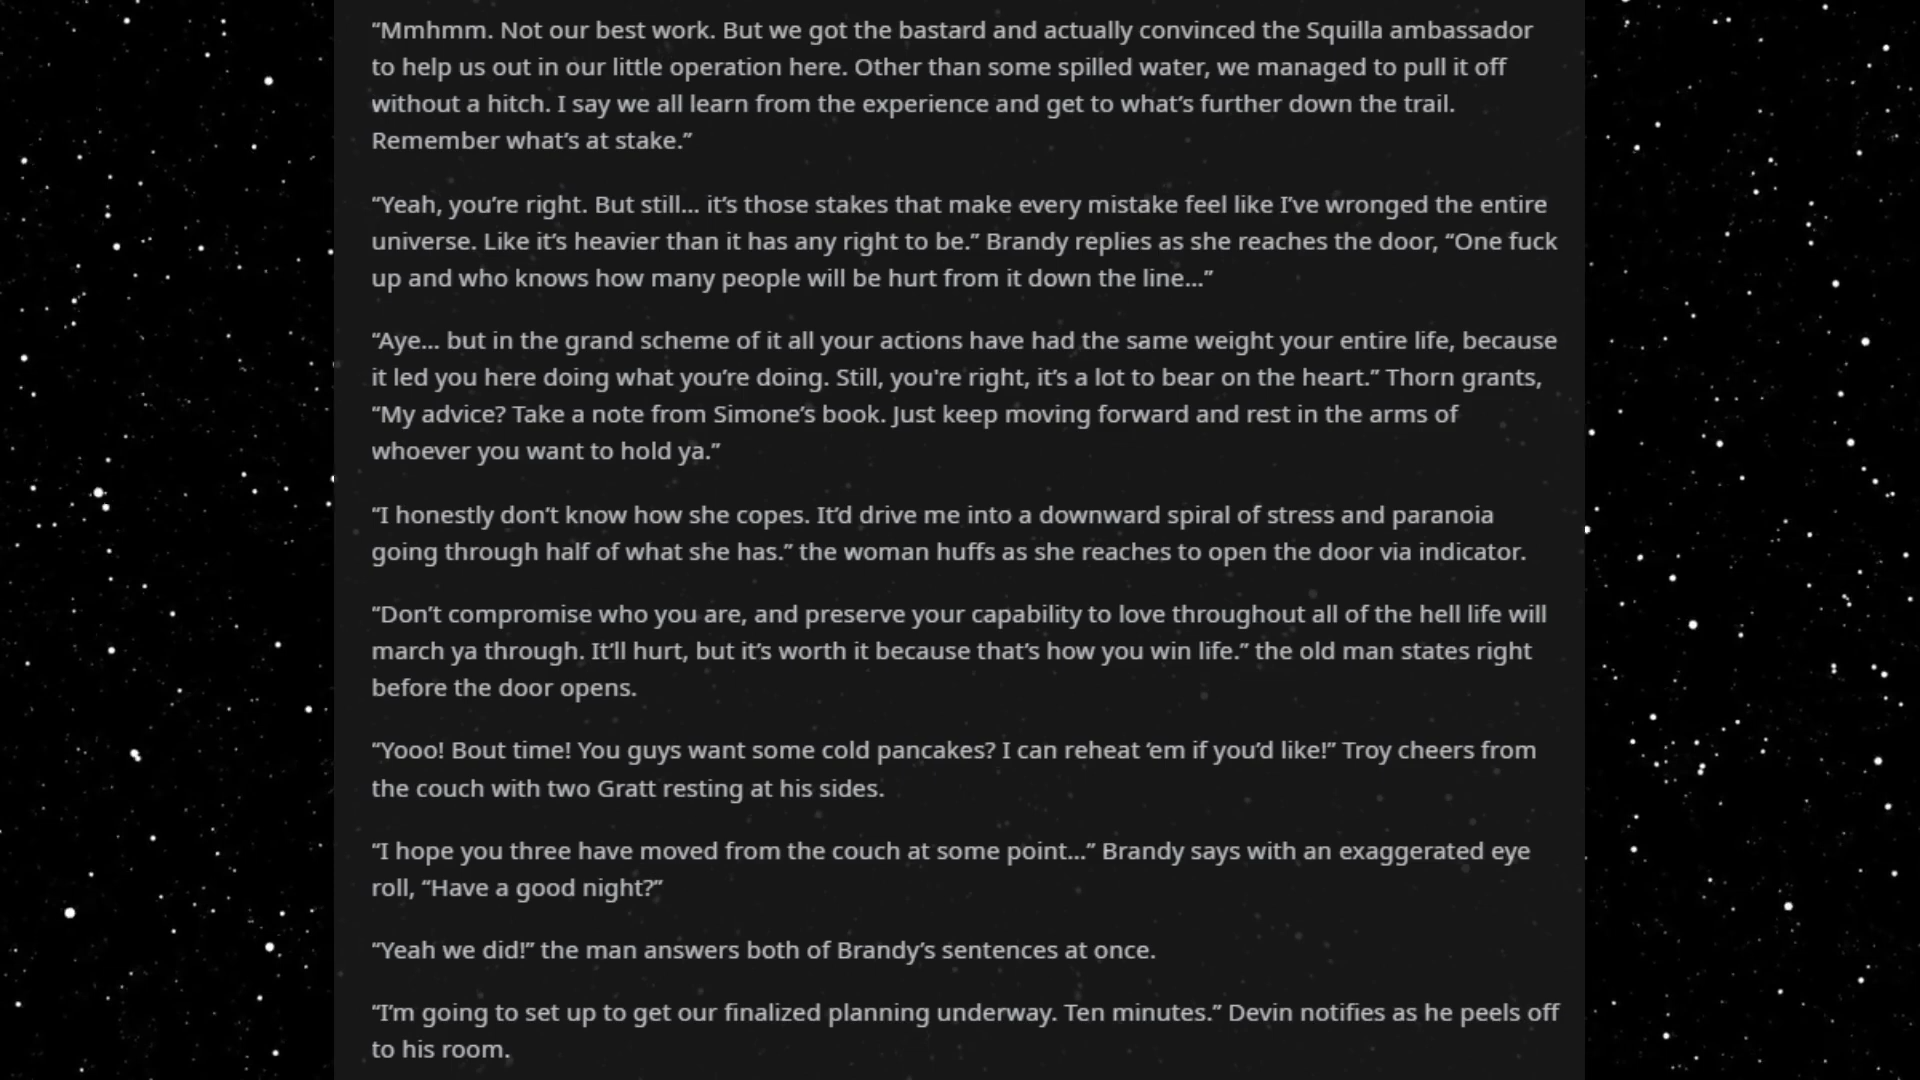 “Mmhmm. Not our best work. But we got the bastard and actually convinced the Squilla ambassador
to help us out in our little operation here. Other than some spilled water, we managed to pull it off
without a hitch. I say we all learn from the experience and get to what’s further down the trail.
Remember what’s at stake.”
“Yeah, you’re right. But still… it’s those stakes that make every mistake feel like I’ve wronged the entire
universe. Like it’s heavier than it has any right to be.” Brandy replies as she reaches the door, “One fuck
up and who knows how many people will be hurt from it down the line…”
“Aye… but in the grand scheme of it all your actions have had the same weight your entire life, because
it led you here doing what you’re doing. Still, you're right, it’s a lot to bear on the heart.” Thorn grants,
“My advice? Take a note from Simone’s book. Just keep moving forward and rest in the arms of
whoever you want to hold ya.”
“I honestly don’t know how she copes. It’d drive me into a downward spiral of stress and paranoia
going through half of what she has.” the woman huffs as she reaches to open the door via indicator.
“Don’t compromise who you are, and preserve your capability to love throughout all of the hell life will
march ya through. It’ll hurt, but it’s worth it because that’s how you win life.” the old man states right
before the door opens.
“Yooo! Bout time! You guys want some cold pancakes? I can reheat ‘em if you’d like!” Troy cheers from
the couch with two Gratt resting at his sides.
“I hope you three have moved from the couch at some point…” Brandy says with an exaggerated eye
roll, “Have a good night?”
“Yeah we did!” the man answers both of Brandy’s sentences at once.
“I’m going to set up to get our finalized planning underway. Ten minutes.” Devin notifies as he peels off
to his room.